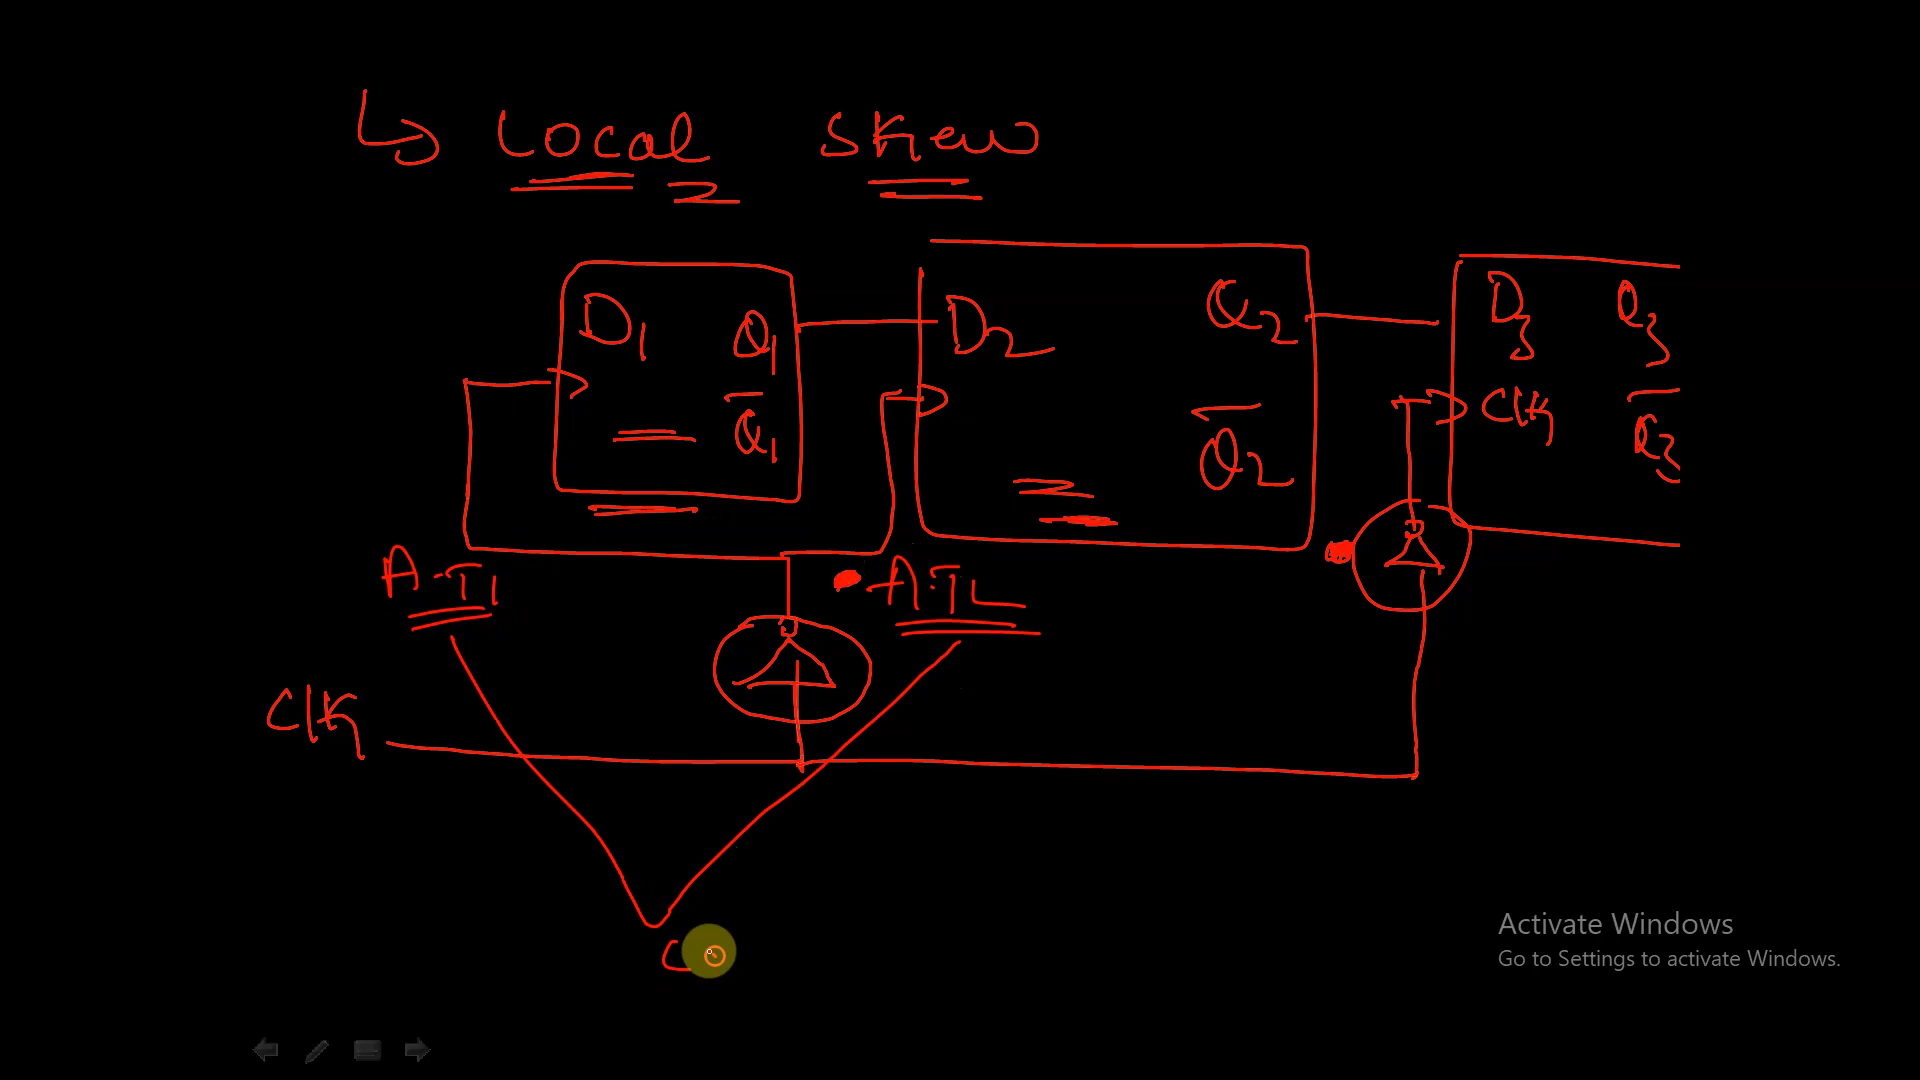 Local Skew
D1 Q1 D2 Q2 D3 Q3
Clk
Q̅1 Q̅2 Q̅3
A.T1 A.T2
Clk
Activate Windows
Go to Settings to activate Windows.